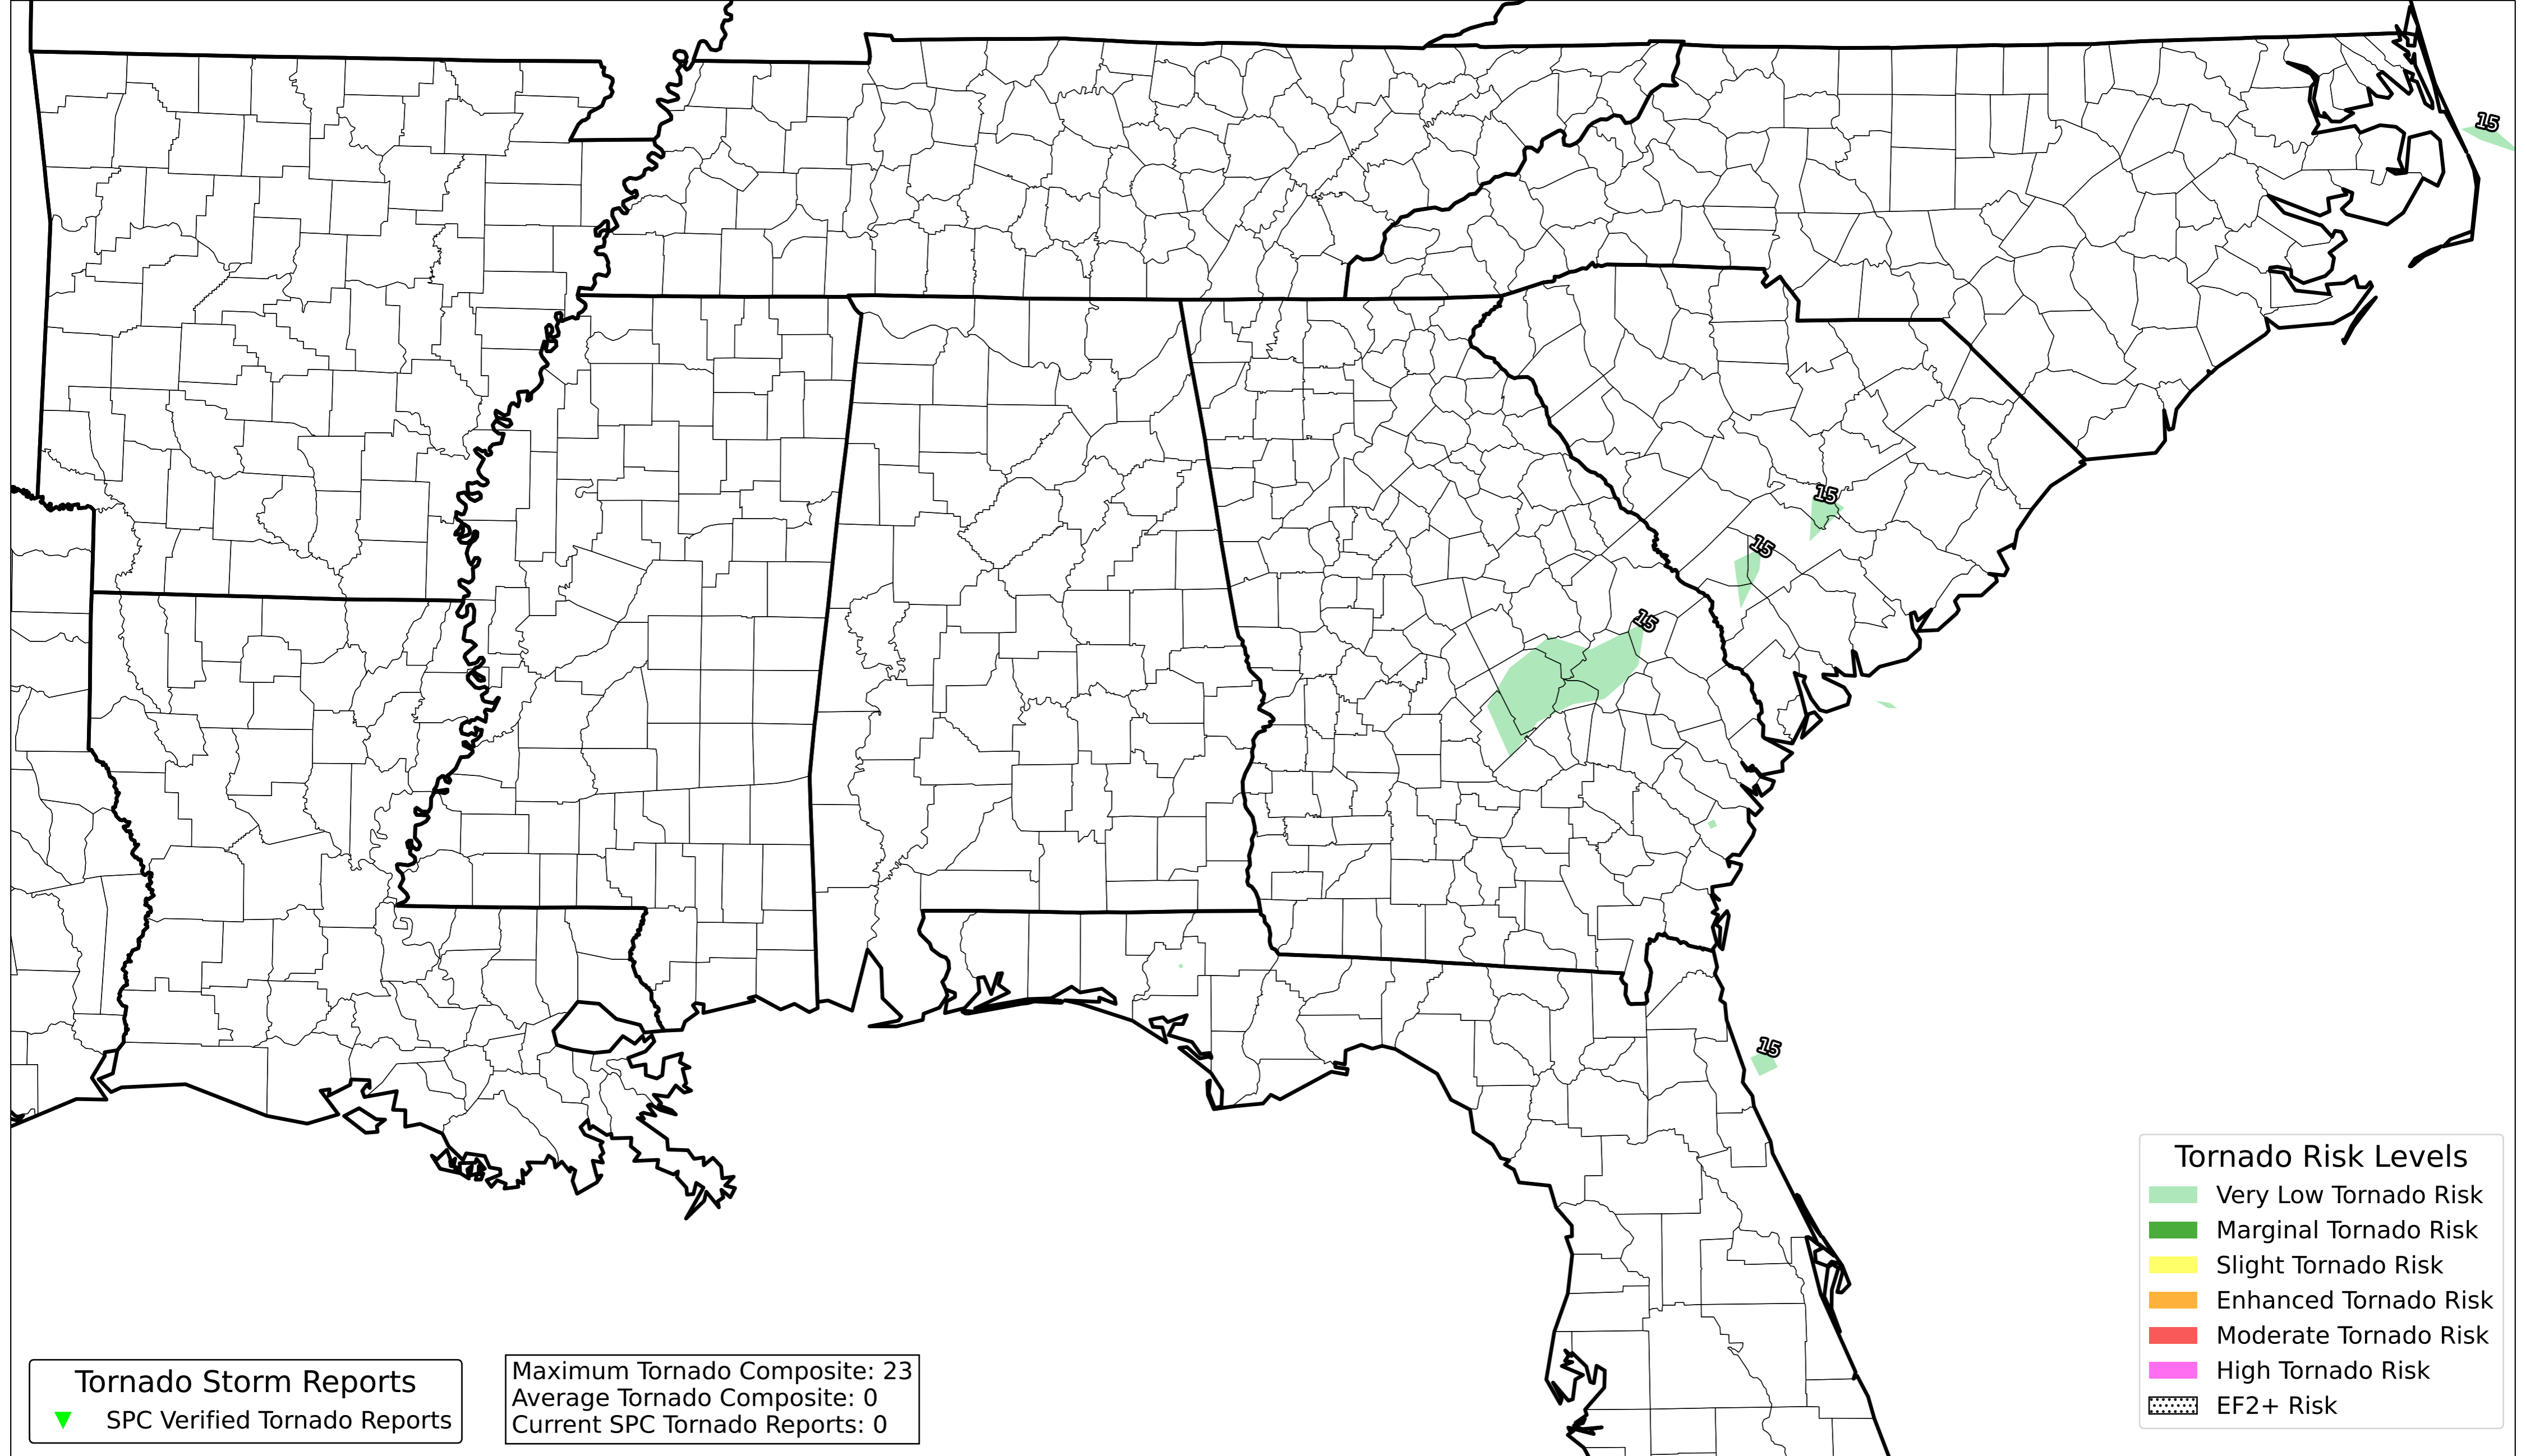 15
15
15
15
15
Tornado Risk Levels
Very Low Tornado Risk
Marginal Tornado Risk
Slight Tornado Risk
Enhanced Tornado Risk
Moderate Tornado Risk
High Tornado Risk
EF2+ Risk
Tornado Storm Reports
SPC Verified Tornado Reports
Maximum Tornado Composite: 23
Average Tornado Composite: 0
Current SPC Tornado Reports: 0